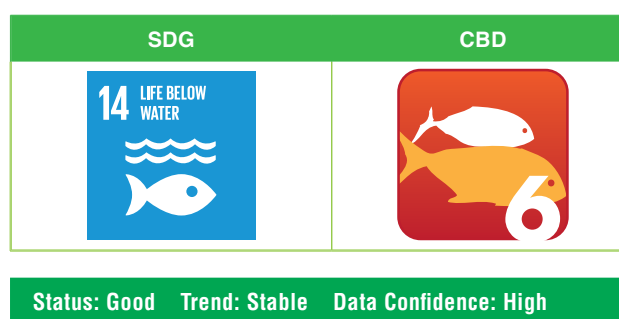 SDG
CBD
14 LIFE BELOW
WATER
6
Status: Good Trend: Stable Data Confidence: High